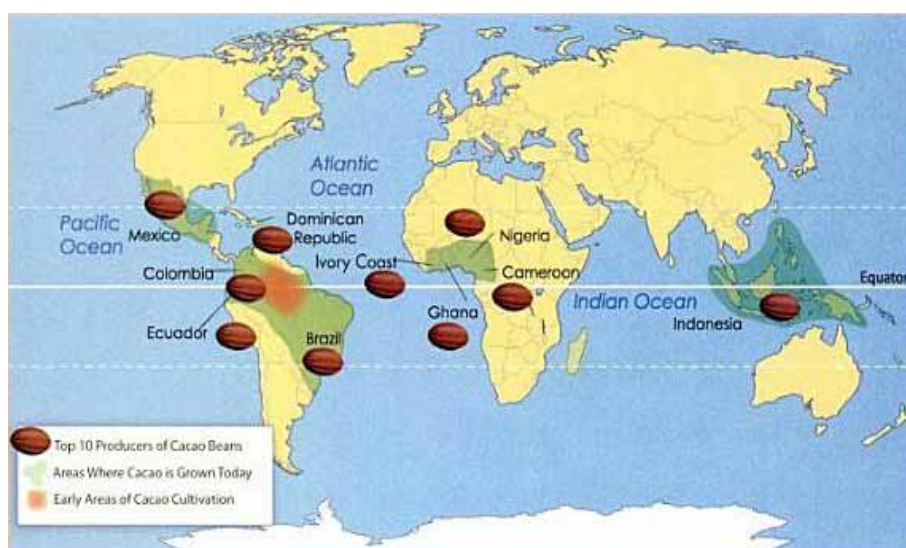 Atlantic
Ocean
Pacific
Ocean
Mexico
Dominican
Republic
Nigeria
Ivory Coast
Colombia
Cameroon
Equator
Indian Ocean
Ghana
Indonesia
Ecuador
Brazil
Top 10 Producers of Cacao Beans
Areas Where Cacao is Grown Today
Early Areas of Cacao Cultivation